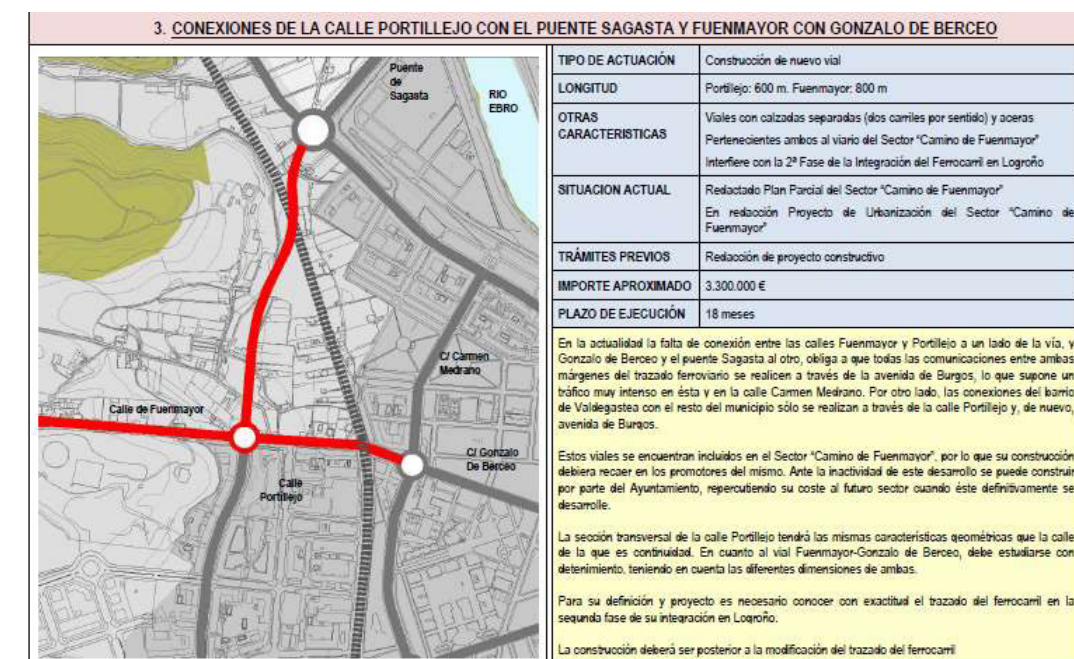 3. CONEXIONES DE LA CALLE PORTILLEJO CON EL PUENTE SAGASTA Y FUENMAYOR CON GONZALO DE BERCEO
Puente
de
Sagasta
RIO
EBRO
C/ Carmen
Medrano
Calle de Fuenmayor
C/ Gonzalo
De Berceo
Calle
Portillejo
TIPO DE ACTUACIÓN
Construcción de nuevo vial
LONGITUD
Portillejo: 600 m. Fuenmayor: 800 m
OTRAS
CARACTERISTICAS
Viales con calzadas separadas (dos carriles por sentido) y aceras
Pertenecientes ambos al viario del Sector "Camino de Fuenmayor"
Interfiere con la 2ª Fase de la Integración del Ferrocarril en Logroño
SITUACION ACTUAL
Redactado Plan Parcial del Sector "Camino de Fuenmayor"
En redacción Proyecto de Urbanización del Sector "Camino de
Fuenmayor"
TRÁMITES PREVIOS
Redacción de proyecto constructivo
IMPORTE APROXIMADO
3.300.000 €
PLAZO DE EJECUCIÓN
18 meses
En la actualidad la falta de conexión entre las calles Fuenmayor y Portillejo a un lado de la vía, y
Gonzalo de Berceo y el puente Sagasta al otro, obliga a que todas las comunicaciones entre ambas
márgenes del trazado ferroviario se realicen a través de la avenida de Burgos, lo que supone un
tráfico muy intenso en ésta y en la calle Carmen Medrano. Por otro lado, las conexiones del barrio
de Valdegastea con el resto del municipio sólo se realizan a través de la calle Portillejo y, de nuevo,
avenida de Burgos.
Estos viales se encuentran incluidos en el Sector "Camino de Fuenmayor", por lo que su construcción
debiera recaer en los promotores del mismo. Ante la inactividad de este desarrollo se puede construir
por parte del Ayuntamiento, repercutiendo su coste al futuro sector cuando éste definitivamente se
desarrolle.
La sección transversal de la calle Portillejo tendrá las mismas características geométricas que la calle
de la que es continuidad. En cuanto al vial Fuenmayor-Gonzalo de Berceo, debe estudiarse con
detenimiento, teniendo en cuenta las diferentes dimensiones de ambas.
Para su definición y proyecto es necesario conocer con exactitud el trazado del ferrocarril en la
segunda fase de su integración en Logroño.
La construcción deberá ser posterior a la modificación del trazado del ferrocarril